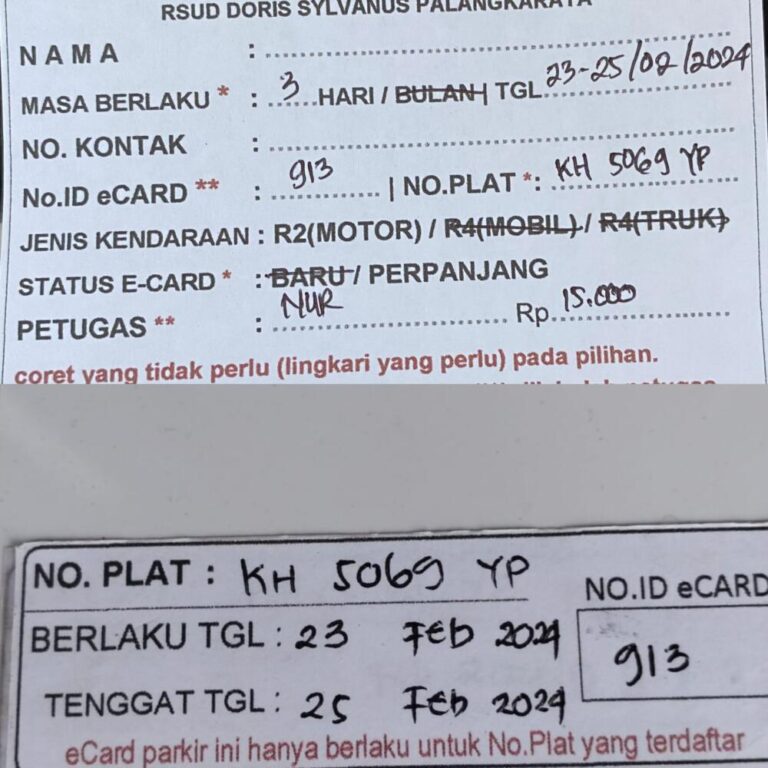 RSUD DORIS SYLVANUS PALANGKARAYA
NAMA :
MASA BERLAKU * : 3 HARI / BULAN | TGL 23-25/02/2024
NO. KONTAK :
No.ID eCARD ** : 913 | NO.PLAT *: KH 5069 YP
JENIS KENDARAAN : R2(MOTOR) / R4(MOBIL) / R4(TRUK)
STATUS E-CARD * : BARU / PERPANJANG
PETUGAS ** : NUR Rp. 15.000
coret yang tidak perlu (lingkari yang perlu) pada pilihan.
NO. PLAT : KH 5069 YP
NO.ID eCARD
BERLAKU TGL : 23 Feb 2024
913
TENGGAT TGL : 25 Feb 2024
eCard parkir ini hanya berlaku untuk No.Plat yang terdaftar